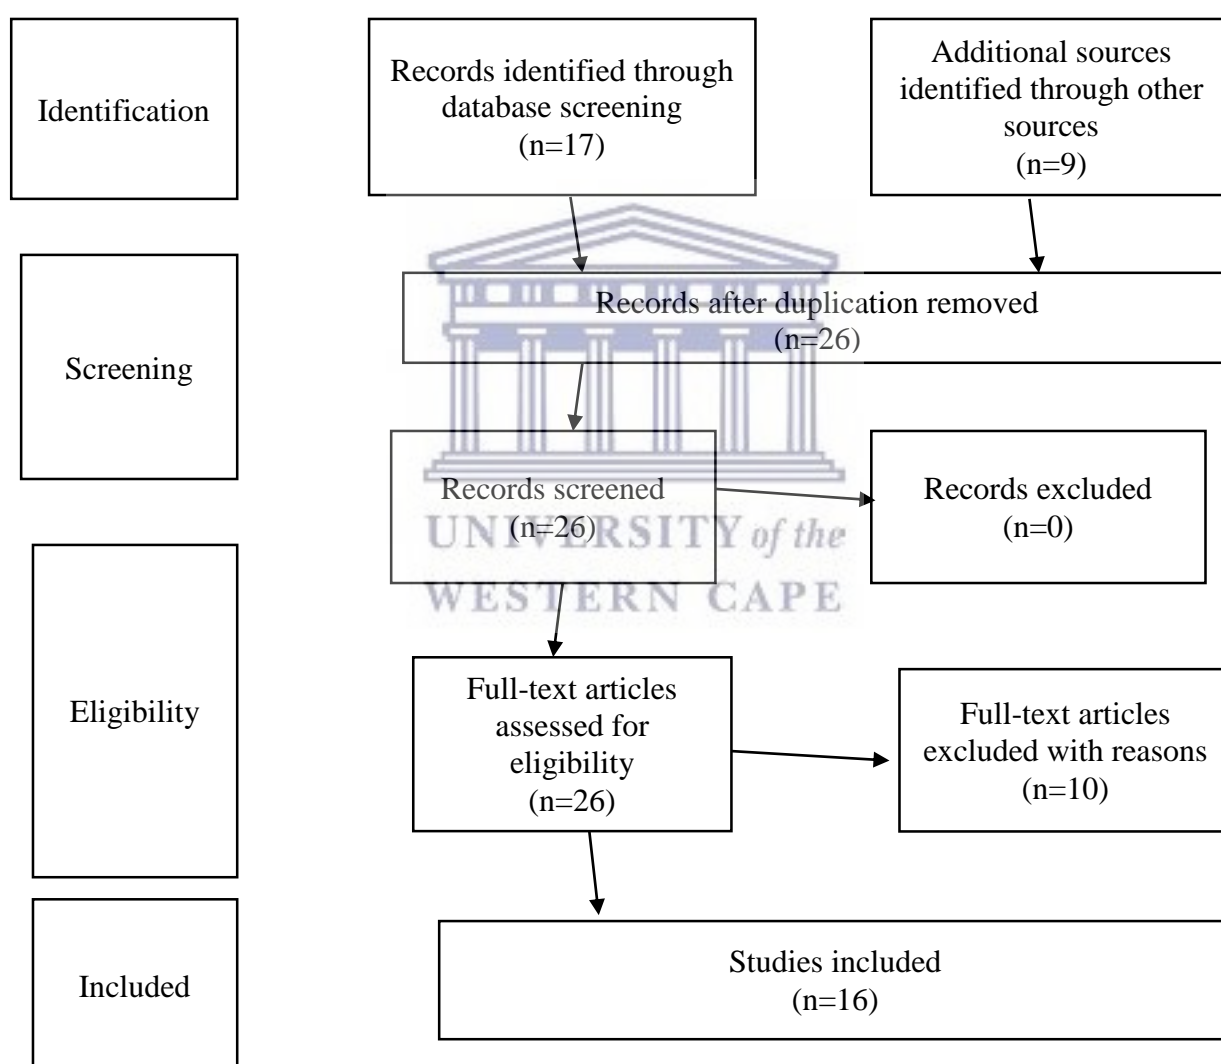 Identification
Records identified through
database screening
(n=17)
Additional sources
identified through other
sources
(n=9)
Screening
Records after duplication removed
(n=26)
Records screened
(n=26)
Records excluded
(n=0)
UNIVERSITY of the
WESTERN CAPE
Eligibility
Full-text articles
assessed for
eligibility
(n=26)
Full-text articles
excluded with reasons
(n=10)
Included
Studies included
(n=16)